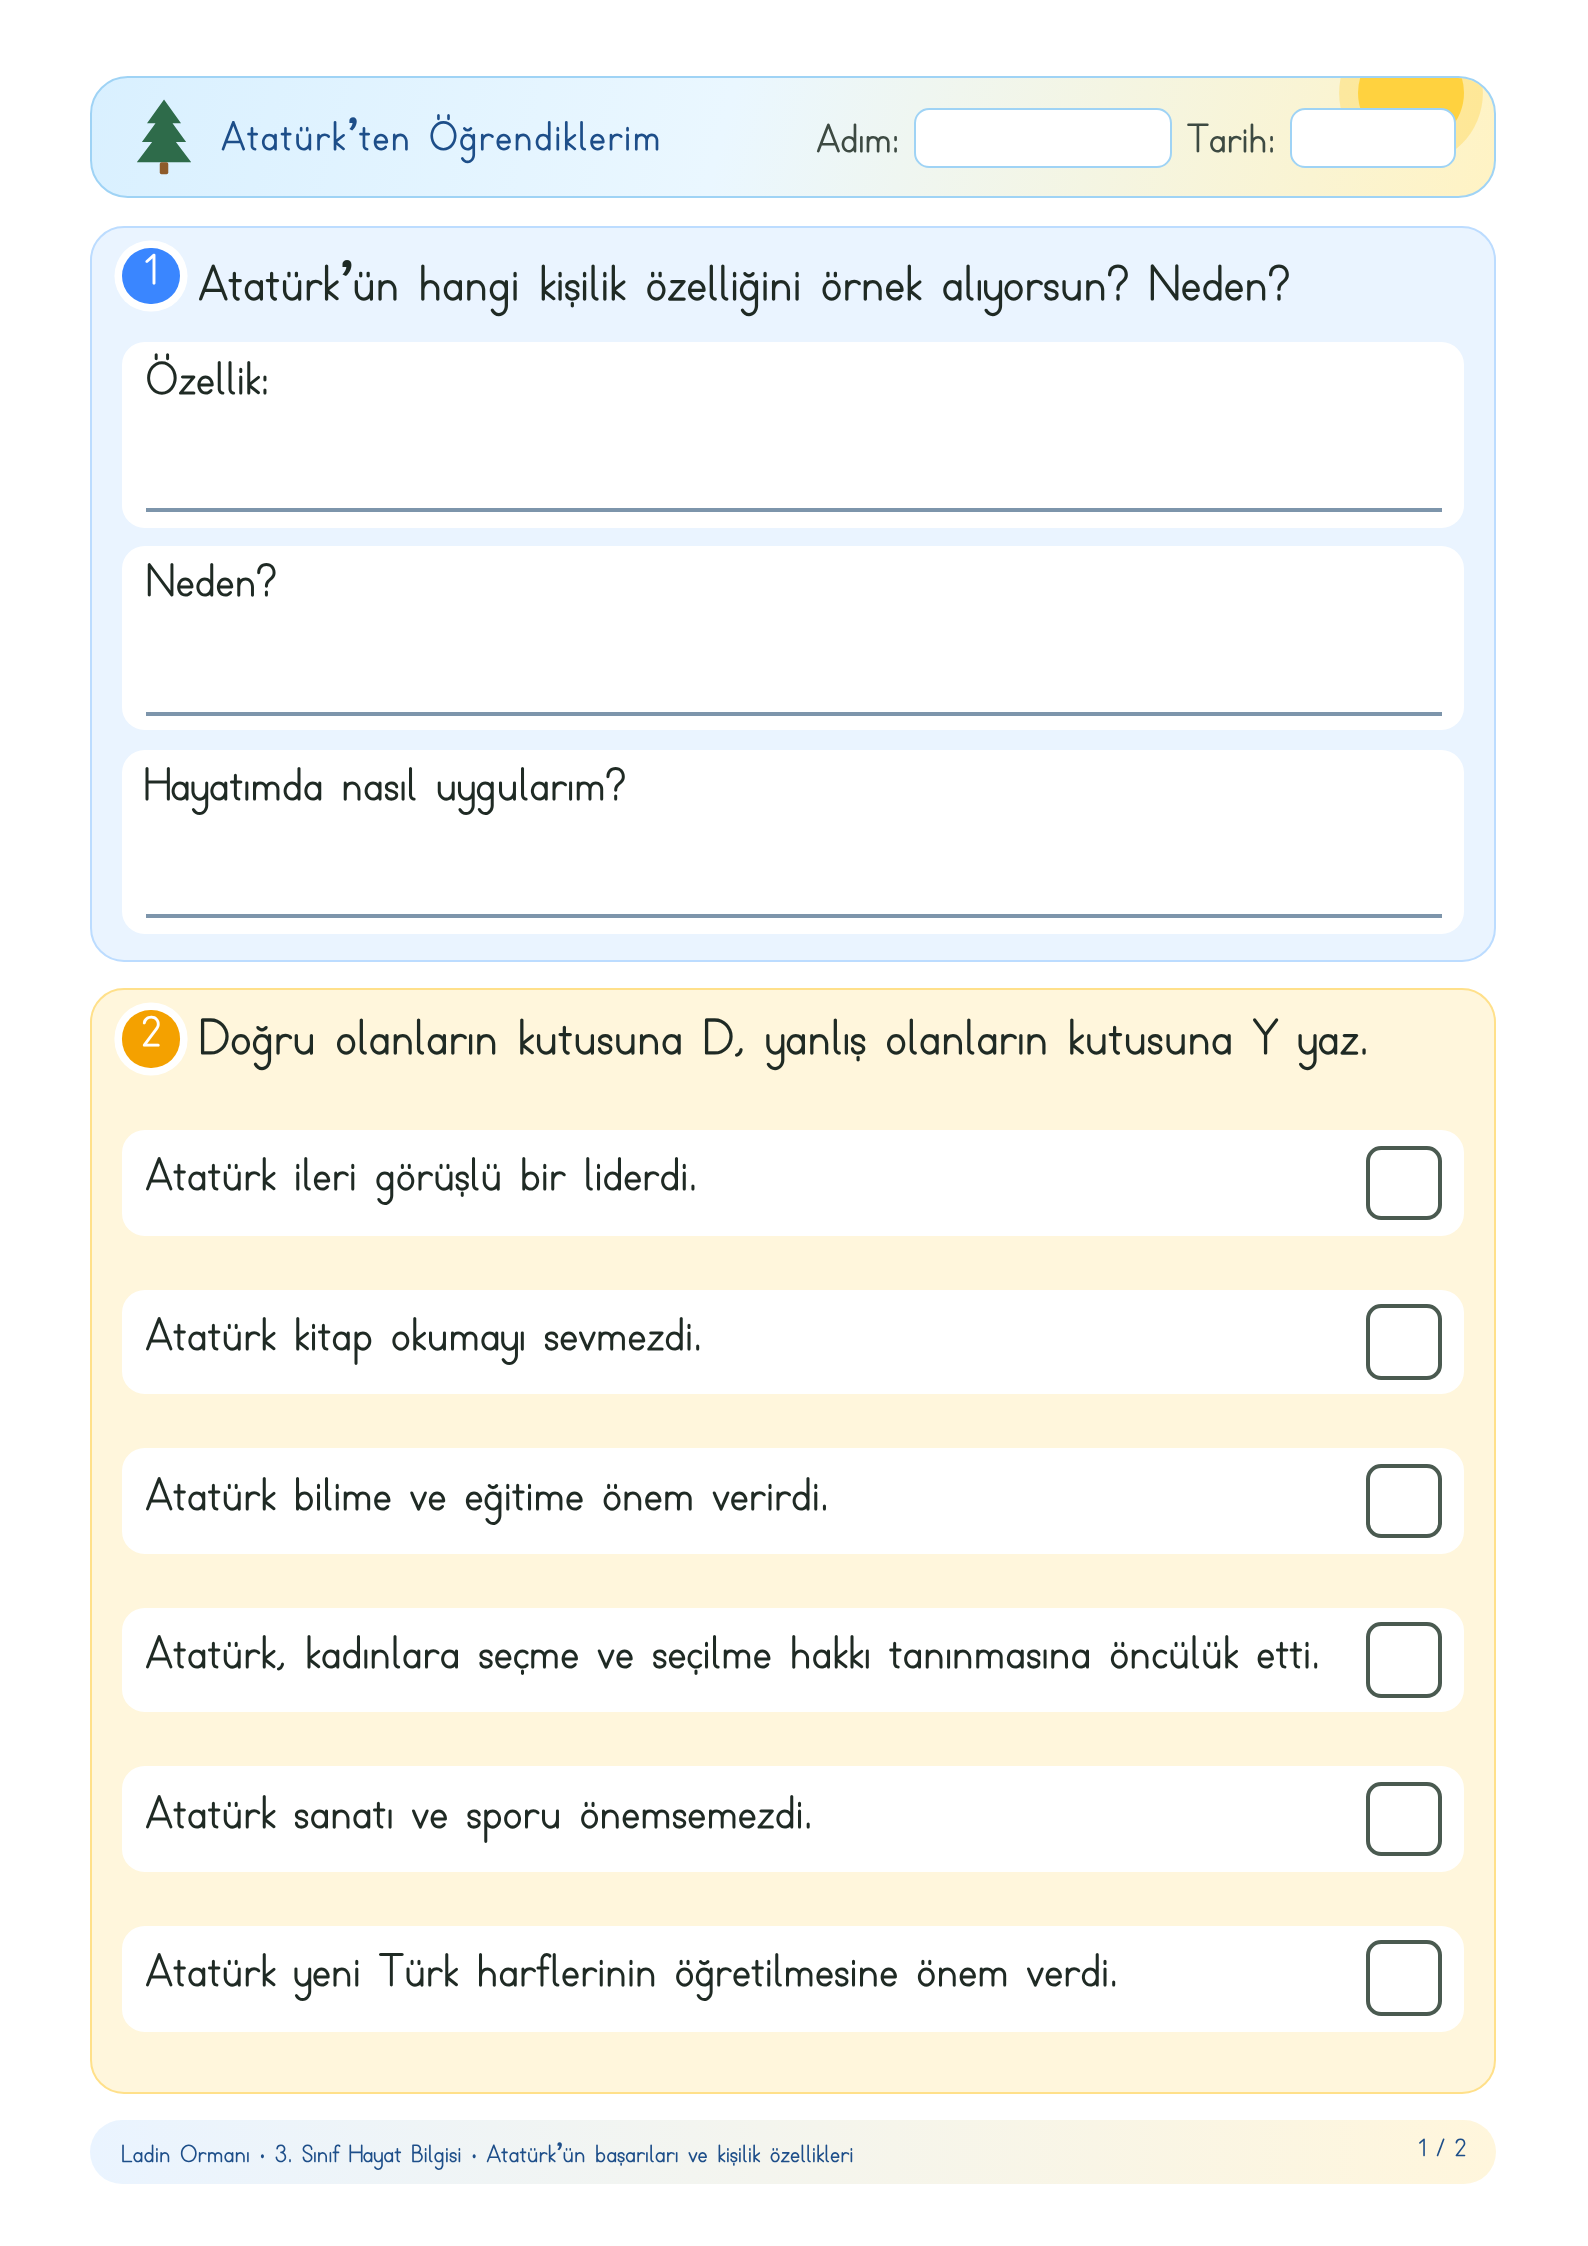 Atatürk’ten Öğrendiklerim
Adım:
Tarih:
1 Atatürk’ün hangi kişilik özelliğini örnek alıyorsun? Neden?
Özellik:
Neden?
Hayatımda nasıl uygularım?
2 Doğru olanların kutusuna D, yanlış olanların kutusuna Y yaz.
Atatürk ileri görüşlü bir liderdi.
Atatürk kitap okumayı sevmezdi.
Atatürk bilime ve eğitime önem verirdi.
Atatürk, kadınlara seçme ve seçilme hakkı tanınmasına öncülük etti.
Atatürk sanatı ve sporu önemsemezdi.
Atatürk yeni Türk harflerinin öğretilmesine önem verdi.
Ladin Ormanı • 3. Sınıf Hayat Bilgisi • Atatürk’ün başarıları ve kişilik özellikleri
1 / 2